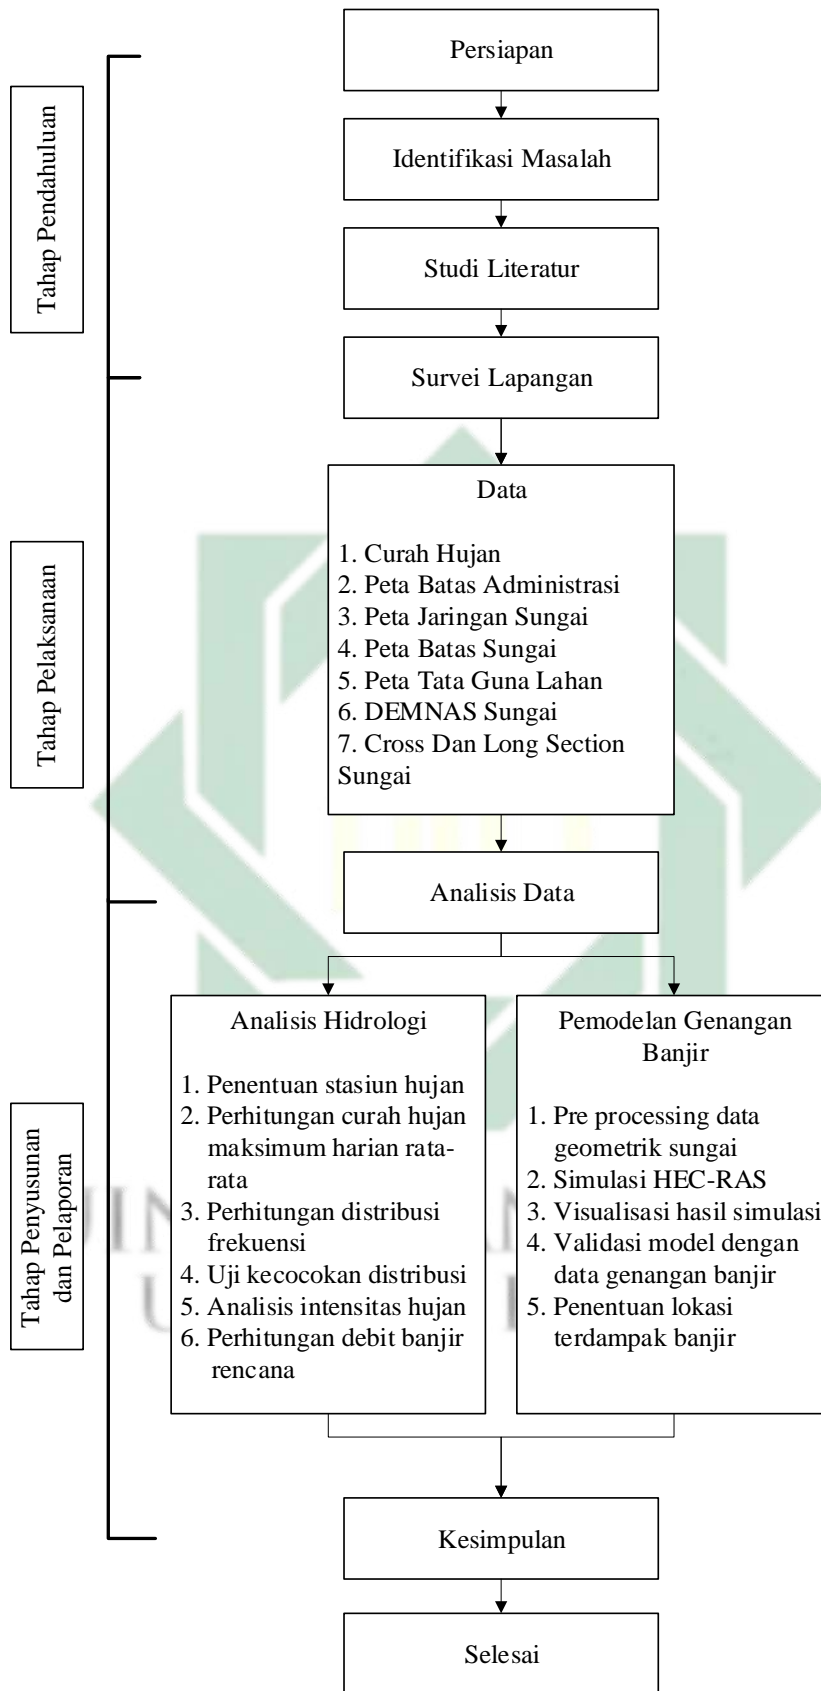 Persiapan
Identifikasi Masalah
Studi Literatur
Tahap Pendahuluan
Survei Lapangan
Data
1. Curah Hujan
2. Peta Batas Administrasi
3. Peta Jaringan Sungai
4. Peta Batas Sungai
5. Peta Tata Guna Lahan
6. DEMNAS Sungai
7. Cross Dan Long Section
Sungai
Tahap Pelaksanaan
Analisis Data
Analisis Hidrologi
1. Penentuan stasiun hujan
2. Perhitungan curah hujan
maksimum harian rata-
rata
3. Perhitungan distribusi
frekuensi
4. Uji kecocokan distribusi
5. Analisis intensitas hujan
6. Perhitungan debit banjir
rencana
Pemodelan Genangan
Banjir
1. Pre processing data
geometrik sungai
2. Simulasi HEC-RAS
3. Visualisasi hasil simulasi
4. Validasi model dengan
data genangan banjir
5. Penentuan lokasi
terdampak banjir
Tahap Penyusunan
dan Pelaporan
Kesimpulan
Selesai